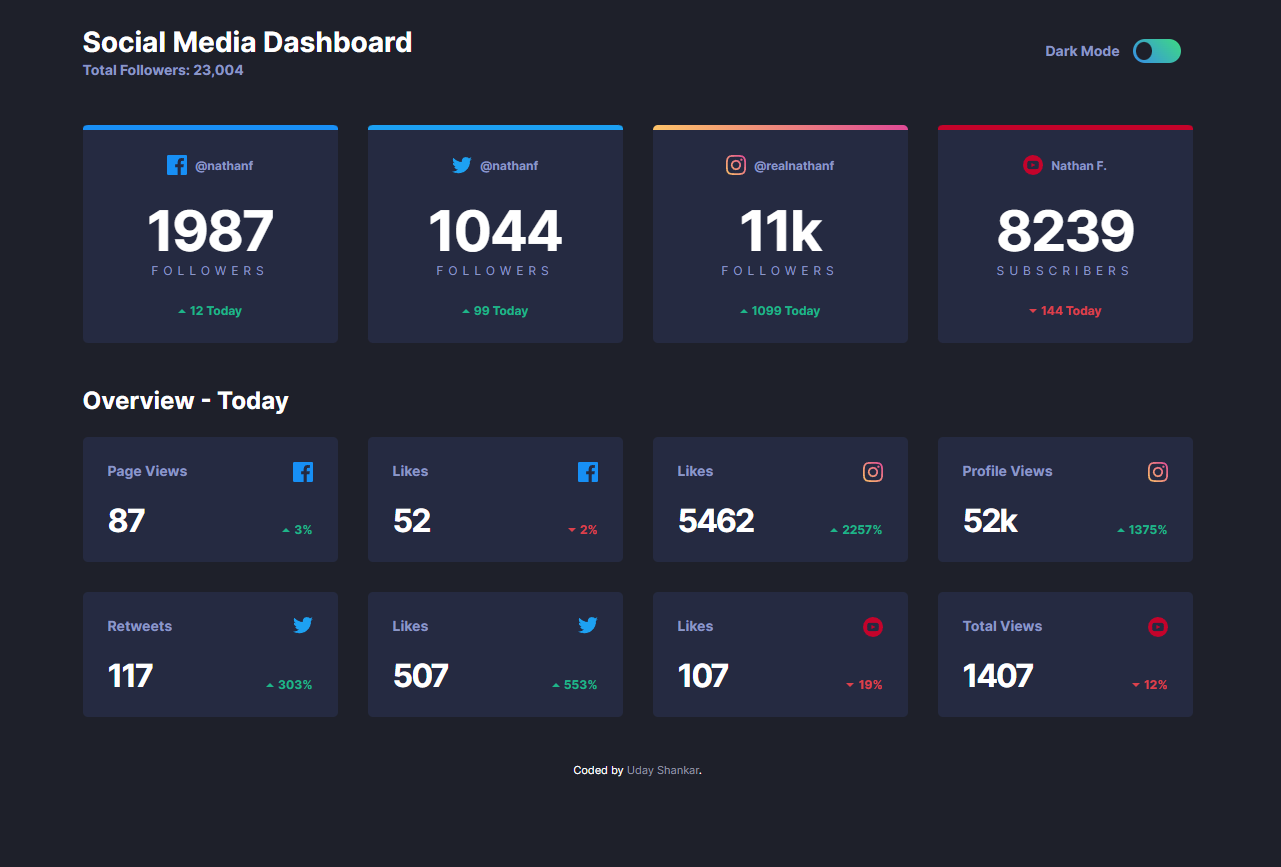 Social Media Dashboard
Total Followers: 23,004
Dark Mode
@nathanf
1987
FOLLOWERS
12 Today
@nathanf
1044
FOLLOWERS
99 Today
@realnathanf
11k
FOLLOWERS
1099 Today
Nathan F.
8239
SUBSCRIBERS
144 Today
Overview - Today
Page Views
87
3%
Likes
52
2%
Likes
5462
2257%
Profile Views
52k
1375%
Retweets
117
303%
Likes
507
553%
Likes
107
19%
Total Views
1407
12%
Coded by Uday Shankar.